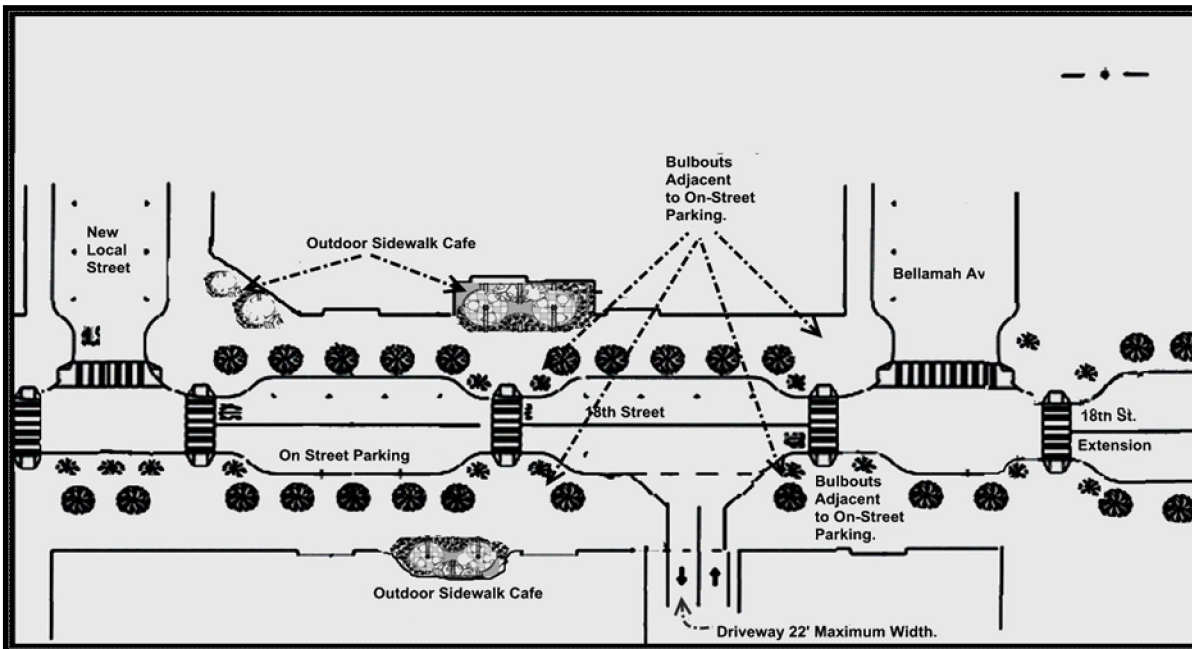 Bulbouts
Adjacent
to On-Street
Parking.
New
Local
Street
Outdoor Sidewalk Cafe
Bellamah Av
18th Street
18th St.
On Street Parking
Extension
Bulbouts
Adjacent
to On-Street
Parking.
Outdoor Sidewalk Cafe
Driveway 22' Maximum Width.